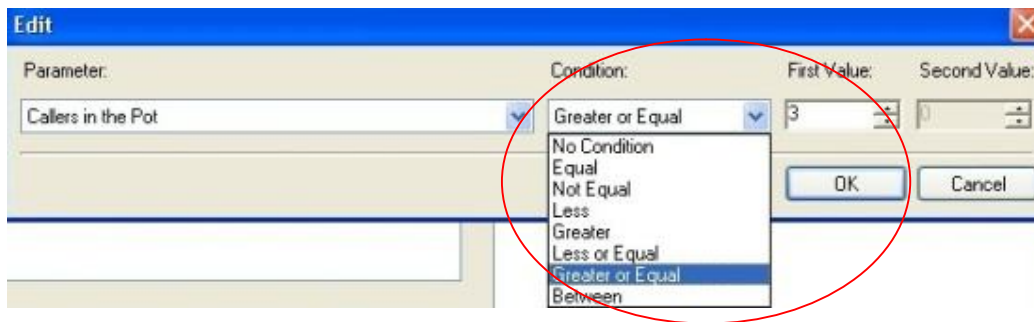 Edit
Parameter: Condition: First Value: Second Value:
Callers in the Pot Greater or Equal 3 0
No Condition
Equal OK Cancel
Not Equal
Less
Greater
Less or Equal
Greater or Equal
Between